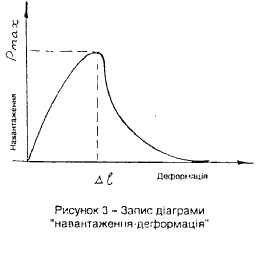 Pmax
Навантаження
Δl
Деформація
Рисунок 3 – Запис діаграми
"навантаження-деформація"